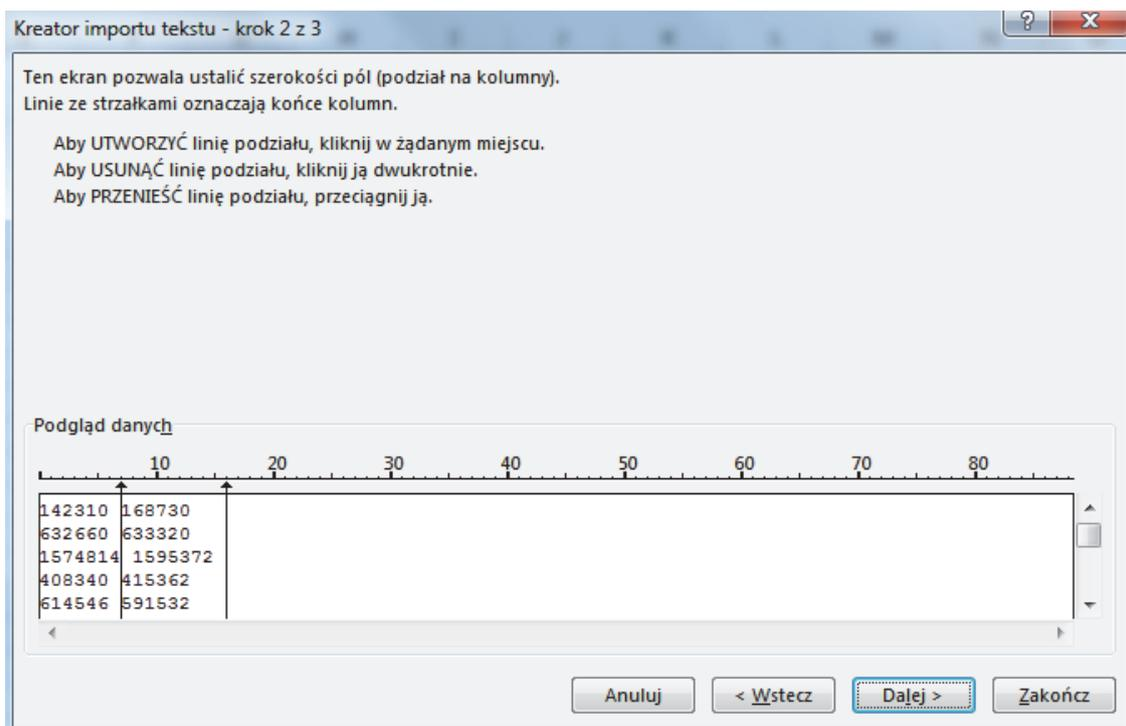 Kreator importu tekstu - krok 2 z 3
Ten ekran pozwala ustalić szerokości pól (podział na kolumny).
Linie ze strzałkami oznaczają końce kolumn.
Aby UTWORZYĆ linię podziału, kliknij w żądanym miejscu.
Aby USUNĄĆ linię podziału, kliknij ją dwukrotnie.
Aby PRZENIEŚĆ linię podziału, przeciągnij ją.
Podgląd danych
10 20 30 40 50 60 70 80
142310 168730
632660 633320
1574814 1595372
408340 415362
614546 591532
Anuluj < Wstecz Dalej > Zakończ